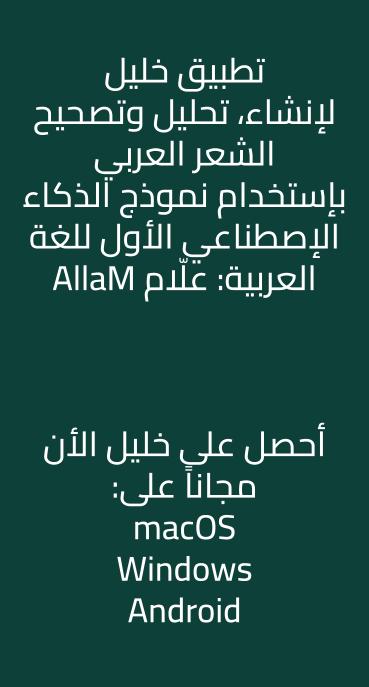 تطبيق خليل
لإنشاء، تحليل وتصحيح
الشعر العربي
بإستخدام نموذج الذكاء
الإصطناعي الأول للغة
العربية: علّام AllaM
أحصل على خليل الأن
مجاناً على:
macOS
Windows
Android